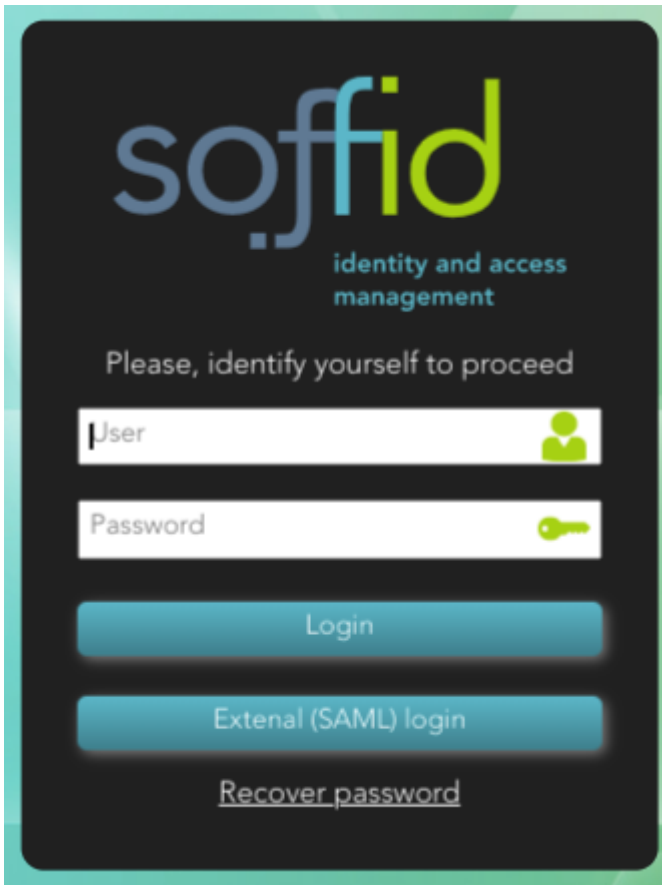 soffid
identity and access
management
Please, identify yourself to proceed
User
Password
Login
Extenal (SAML) login
Recover password